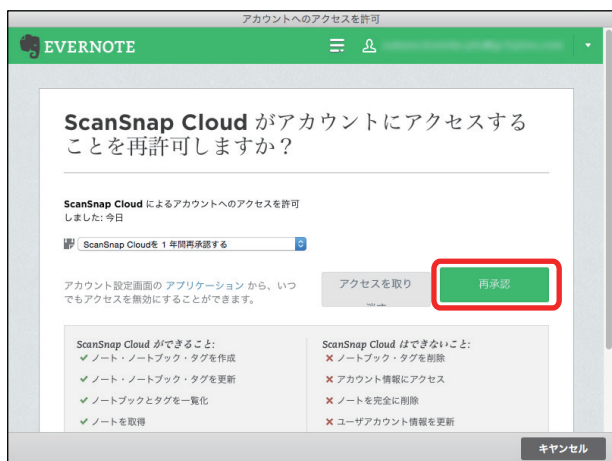 アカウントへのアクセスを許可
EVERNOTE
ScanSnap Cloud がアカウントにアクセスする
ことを再許可しますか？
ScanSnap Cloud によるアカウントへのアクセスを許可
しました: 今日
ScanSnap Cloudを 1 年間再承認する
アカウント設定画面の アプリケーション から、いつ
でもアクセスを無効にすることができます。
アクセスを取り
再承認
ScanSnap Cloud ができること:
✔ ノート・ノートブック・タグを作成
✔ ノート・ノートブック・タグを更新
✔ ノートブックとタグを一覧化
✔ ノートを取得
ScanSnap Cloud はできないこと:
✘ ノートブック・タグを削除
✘ アカウント情報にアクセス
✘ ノートを完全に削除
✘ ユーザアカウント情報を更新
キャンセル